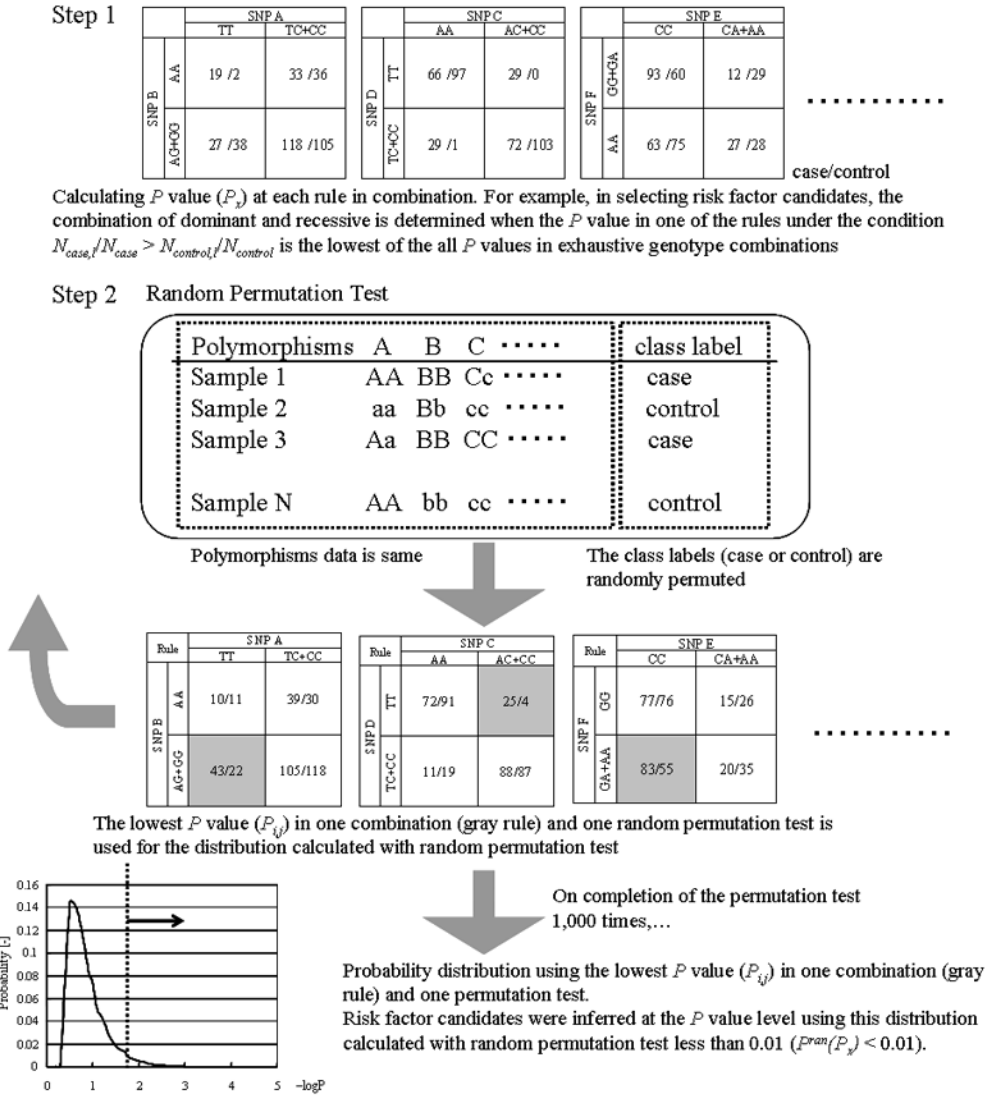 Step 1
SNP A
TT TC+CC
SNP B
AA 19 /2 33 /36
AG+GG 27 /38 118 /105
SNP C
AA AC+CC
SNP D
TT 66 /97 29 /0
TC+CC 29 /1 72 /103
SNP E
CC CA+AA
SNP F
GG+GA 93 /60 12 /29
AA 63 /75 27 /28
...........
case/control
Calculating P value (Px) at each rule in combination. For example, in selecting risk factor candidates, the
combination of dominant and recessive is determined when the P value in one of the rules under the condition
Ncase,l/Ncase > Ncontrol,l/Ncontrol is the lowest of the all P values in exhaustive genotype combinations
Step 2 Random Permutation Test
Polymorphisms A B C ..... class label
Sample 1 AA BB Cc ..... case
Sample 2 aa Bb cc ..... control
Sample 3 Aa BB CC ..... case
Sample N AA bb cc ..... control
Polymorphisms data is same
The class labels (case or control) are
randomly permuted
Rule SNP A
TT TC+CC
SNP B
AA 10/11 39/30
AG+GG 43/22 105/118
Rule SNP C
AA AC+CC
SNP D
TT 72/91 25/4
TC+CC 11/19 88/87
Rule SNP E
CC CA+AA
SNP F
GG 77/76 15/26
GA+AA 83/55 20/35
...........
The lowest P value (Pi,j) in one combination (gray rule) and one random permutation test is
used for the distribution calculated with random permutation test
On completion of the permutation test
1,000 times,…
Probability distribution using the lowest P value (Pi,j) in one combination (gray
rule) and one permutation test.
Risk factor candidates were inferred at the P value level using this distribution
calculated with random permutation test less than 0.01 (Pran(Px) < 0.01).
Probability [-]
0.16
0.14
0.12
0.1
0.08
0.06
0.04
0.02
0
0 1 2 3 4 5 –logP